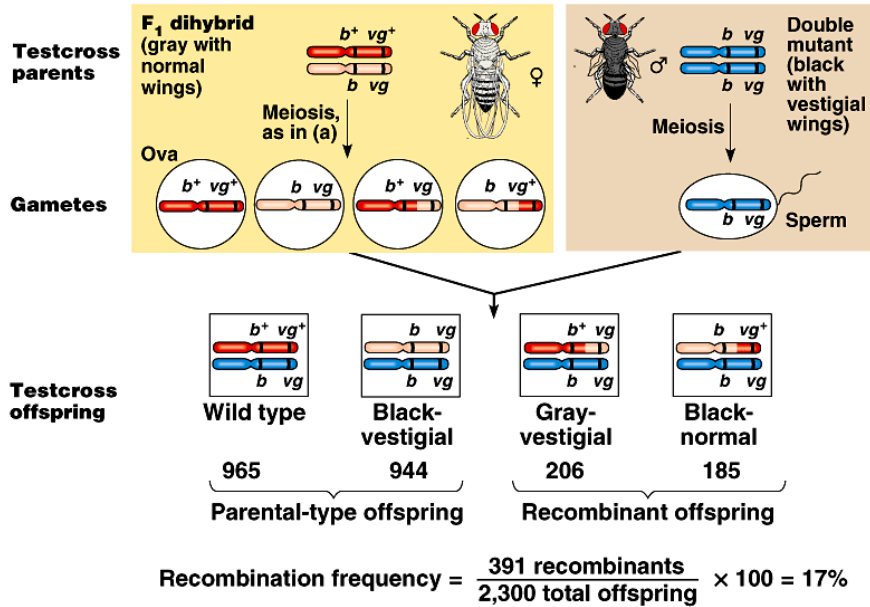 Testcross
parents
F1 dihybrid
(gray with
normal
wings)
b+ vg+
b vg
♀
♂
b vg
b vg
Double
mutant
(black
with
vestigial
wings)
Meiosis,
as in (a)
Meiosis
Ova
Gametes
b+ vg+
b vg
b+ vg
b vg+
b vg
Sperm
Testcross
offspring
b+ vg+
b vg
b vg
b vg
b+ vg
b vg
b vg+
b vg
Wild type
Black-
vestigial
Gray-
vestigial
Black-
normal
965
944
206
185
Parental-type offspring
Recombinant offspring
Recombination frequency = 391 recombinants / 2,300 total offspring × 100 = 17%